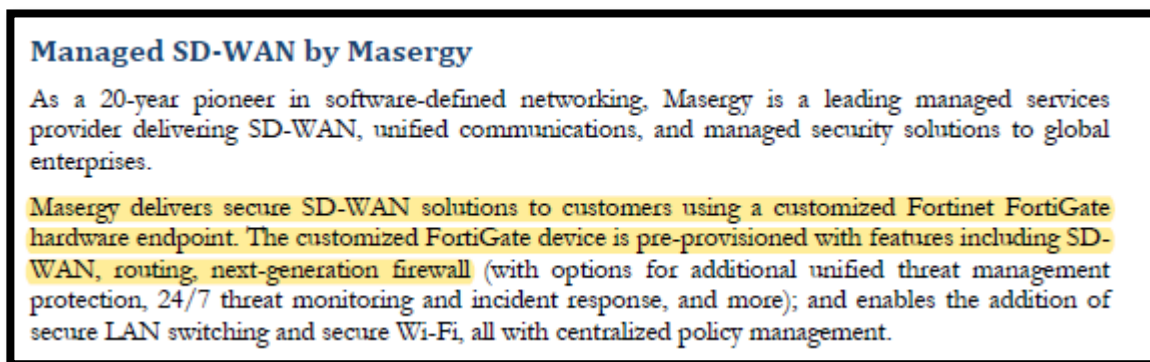 Managed SD-WAN by Masergy
As a 20-year pioneer in software-defined networking, Masergy is a leading managed services
provider delivering SD-WAN, unified communications, and managed security solutions to global
enterprises.
Masergy delivers secure SD-WAN solutions to customers using a customized Fortinet FortiGate
hardware endpoint. The customized FortiGate device is pre-provisioned with features including SD-
WAN, routing, next-generation firewall (with options for additional unified threat management
protection, 24/7 threat monitoring and incident response, and more); and enables the addition of
secure LAN switching and secure Wi-Fi, all with centralized policy management.